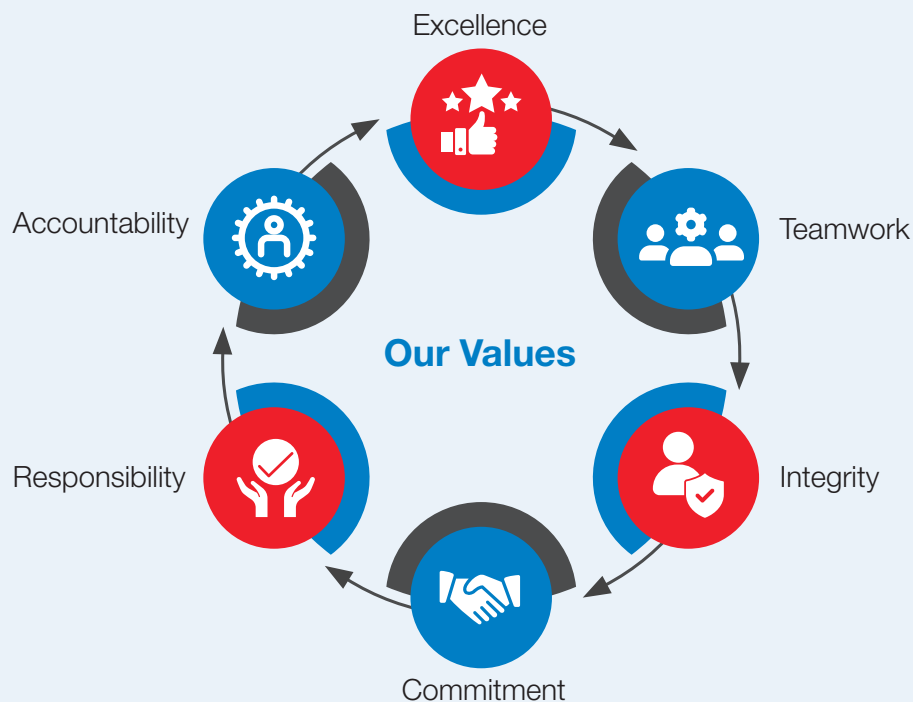 Excellence
Accountability
Teamwork
Our Values
Responsibility
Integrity
Commitment